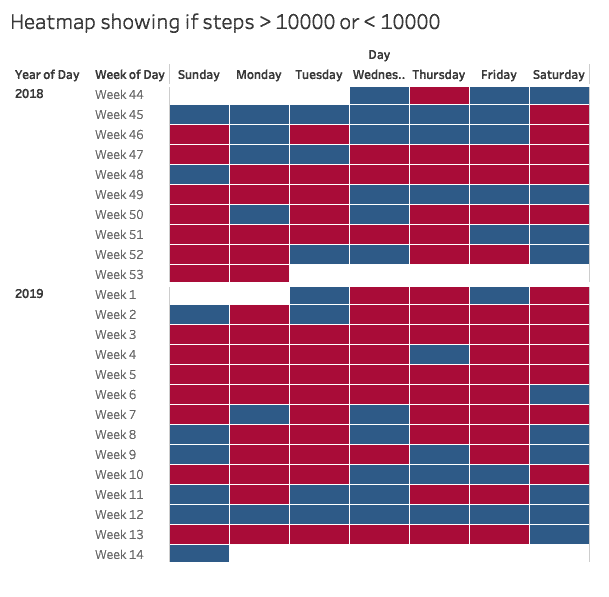 Heatmap showing if steps > 10000 or < 10000
Day
Year of Day Week of Day Sunday Monday Tuesday Wednes.. Thursday Friday Saturday
2018 Week 44
Week 45
Week 46
Week 47
Week 48
Week 49
Week 50
Week 51
Week 52
Week 53
2019 Week 1
Week 2
Week 3
Week 4
Week 5
Week 6
Week 7
Week 8
Week 9
Week 10
Week 11
Week 12
Week 13
Week 14